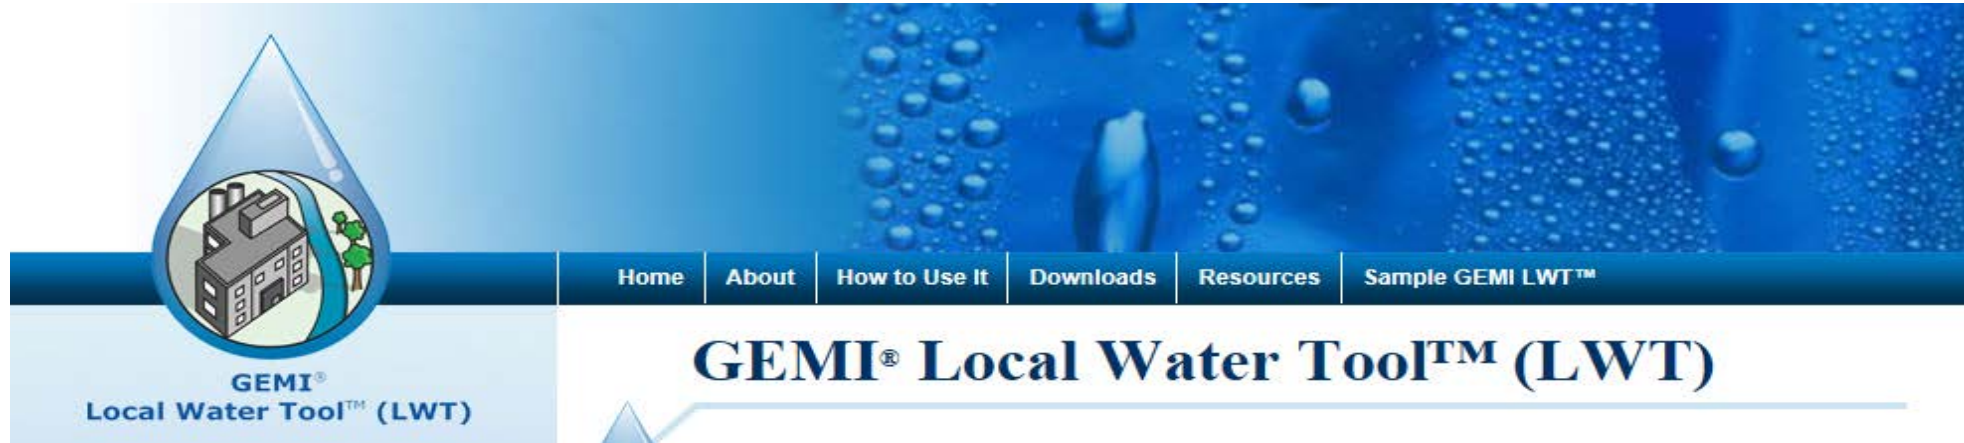 Home About How to Use It Downloads Resources Sample GEMI LWT™
GEMI® Local Water Tool™ (LWT)
GEMI®
Local Water Tool™ (LWT)